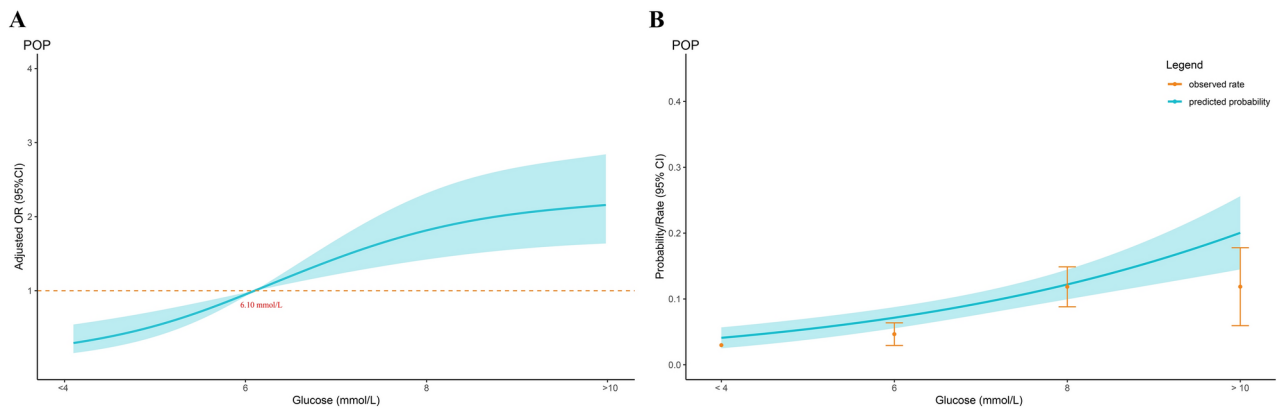 A
POP
4
3
2
1
Adjusted OR (95%CI)
6.10 mmol/L
<4
6
8
>10
Glucose (mmol/L)
B
POP
Legend
observed rate
predicted probability
0.4
0.3
0.2
0.1
0.0
Probability/Rate (95% CI)
< 4
6
8
> 10
Glucose (mmol/L)